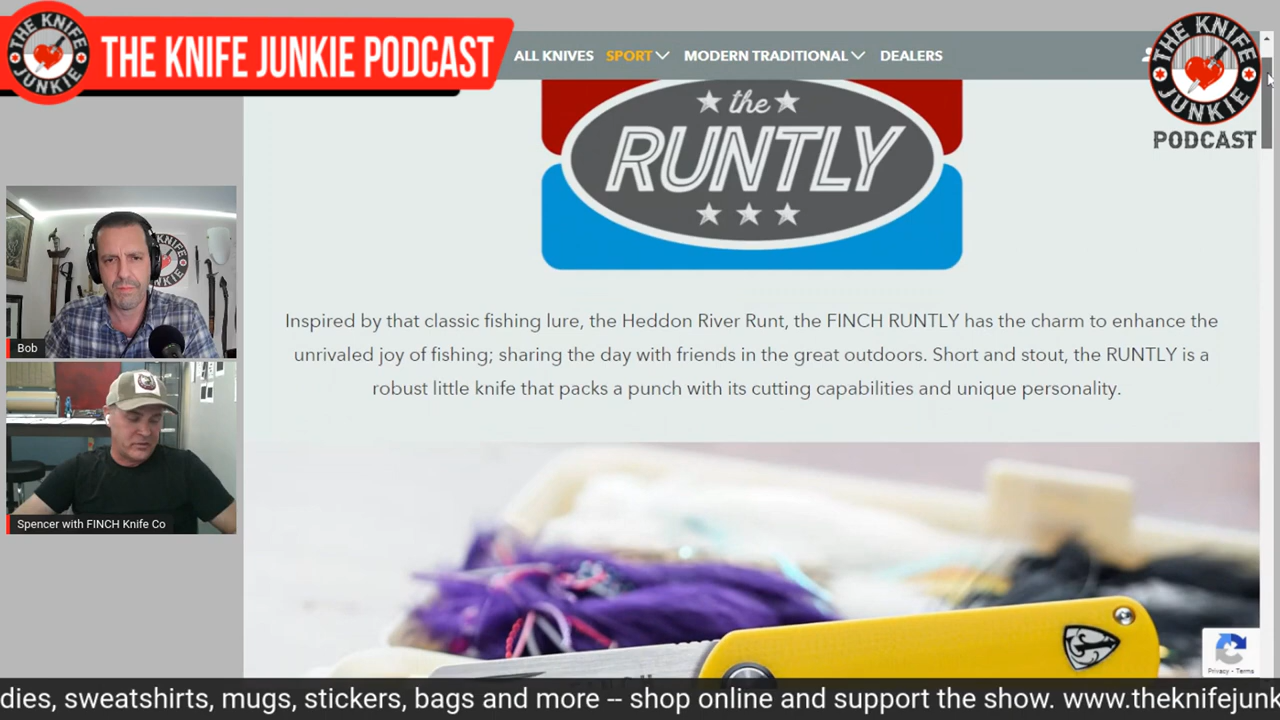 THE KNIFE JUNKIE
THE KNIFE JUNKIE PODCAST
ALL KNIVES SPORT MODERN TRADITIONAL DEALERS
THE KNIFE JUNKIE
PODCAST
the
RUNTLY
Inspired by that classic fishing lure, the Heddon River Runt, the FINCH RUNTLY has the charm to enhance the
unrivaled joy of fishing; sharing the day with friends in the great outdoors. Short and stout, the RUNTLY is a
robust little knife that packs a punch with its cutting capabilities and unique personality.
KNIFE
JUNKIE
Bob
Spencer with FINCH Knife Co
Privacy - Terms
dies, sweatshirts, mugs, stickers, bags and more -- shop online and support the show. www.theknifejunk